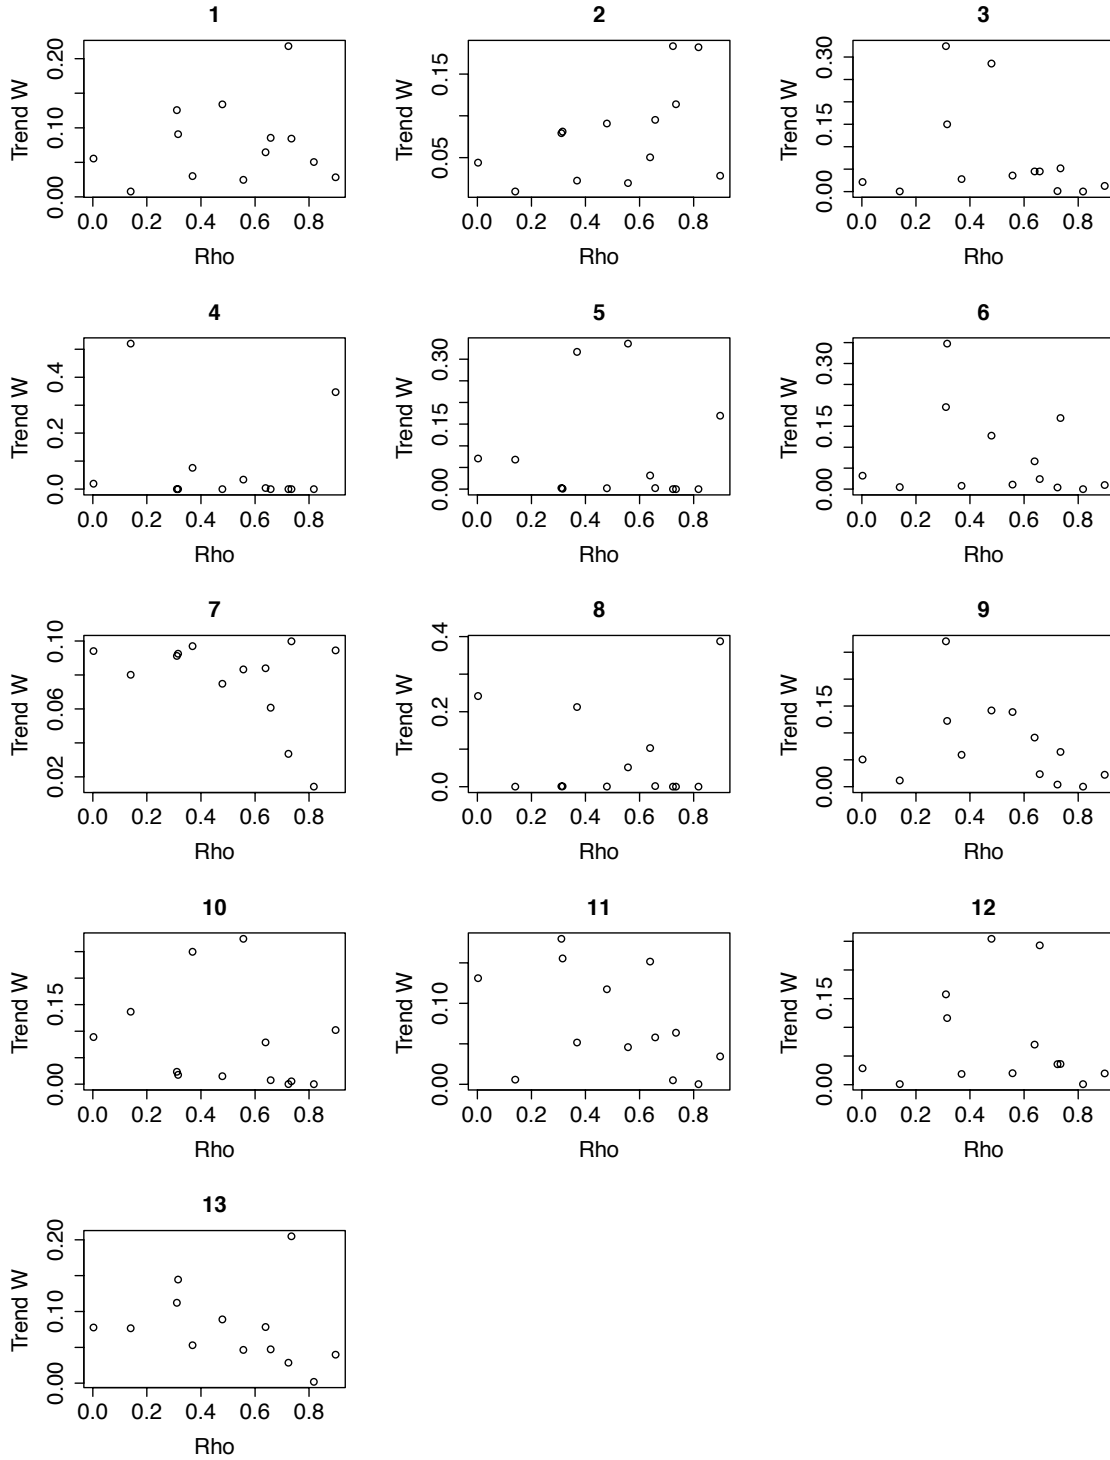 1 2 3
Trend W 0.00 0.10 0.20 Trend W 0.05 0.15 Trend W 0.00 0.15 0.30
0.0 0.2 0.4 0.6 0.8 0.0 0.2 0.4 0.6 0.8 0.0 0.2 0.4 0.6 0.8
Rho Rho Rho
4 5 6
Trend W 0.0 0.2 0.4 Trend W 0.00 0.15 0.30 Trend W 0.00 0.15 0.30
0.0 0.2 0.4 0.6 0.8 0.0 0.2 0.4 0.6 0.8 0.0 0.2 0.4 0.6 0.8
Rho Rho Rho
7 8 9
Trend W 0.02 0.06 0.10 Trend W 0.0 0.2 0.4 Trend W 0.00 0.15
0.0 0.2 0.4 0.6 0.8 0.0 0.2 0.4 0.6 0.8 0.0 0.2 0.4 0.6 0.8
Rho Rho Rho
10 11 12
Trend W 0.00 0.15 Trend W 0.00 0.10 Trend W 0.00 0.15
0.0 0.2 0.4 0.6 0.8 0.0 0.2 0.4 0.6 0.8 0.0 0.2 0.4 0.6 0.8
Rho Rho Rho
13
Trend W 0.00 0.10 0.20
0.0 0.2 0.4 0.6 0.8
Rho